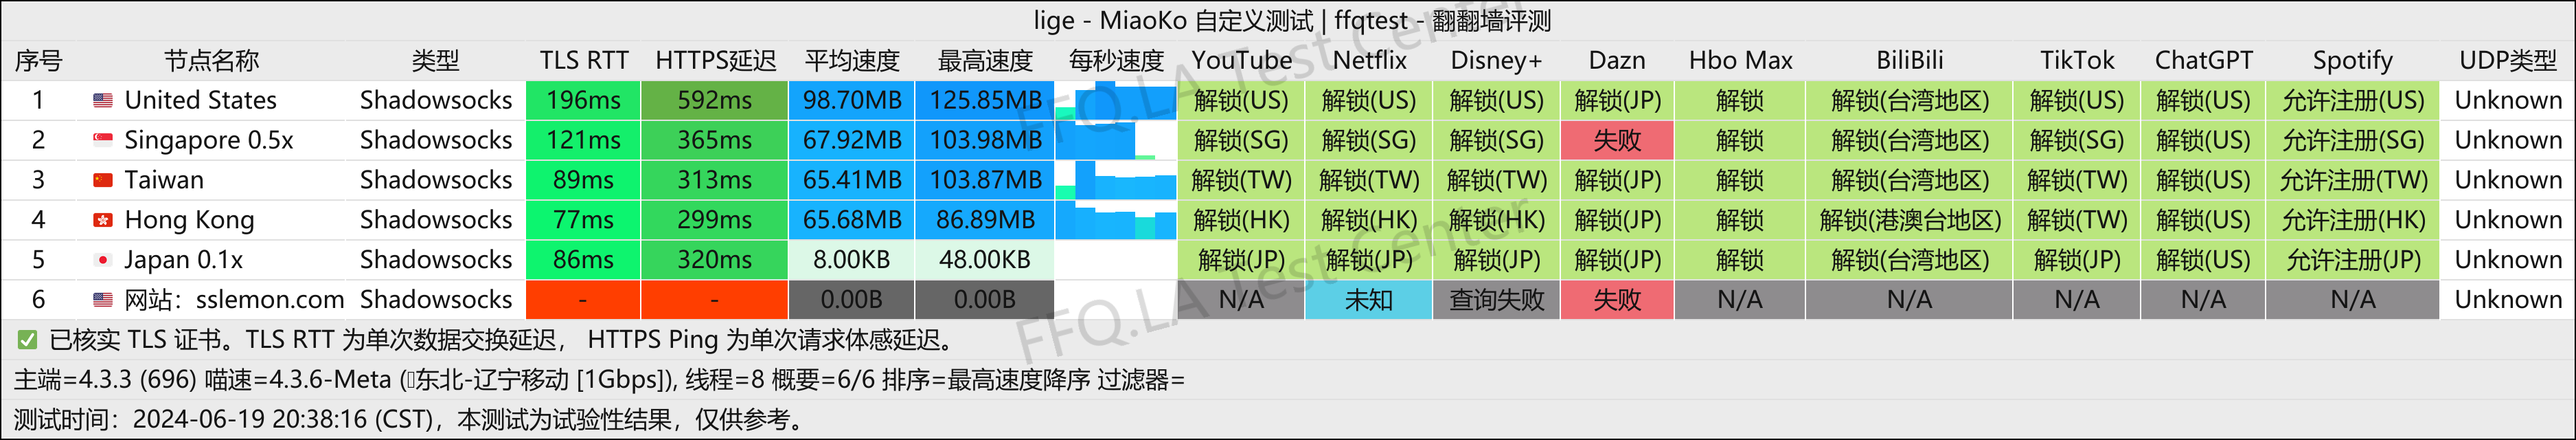 lige - MiaoKo 自定义测试 | ffqtest - 翻翻墙评测
序号 节点名称 类型 TLS RTT HTTPS延迟 平均速度 最高速度 每秒速度 YouTube Netflix Disney+ Dazn Hbo Max BiliBili TikTok ChatGPT Spotify UDP类型
1 United States Shadowsocks 196ms 592ms 98.70MB 125.85MB 解锁(US) 解锁(US) 解锁(US) 解锁(JP) 解锁 解锁(台湾地区) 解锁(US) 解锁(US) 允许注册(US) Unknown
2 Singapore 0.5x Shadowsocks 121ms 365ms 67.92MB 103.98MB 解锁(SG) 解锁(SG) 解锁(SG) 失败 解锁 解锁(台湾地区) 解锁(SG) 解锁(US) 允许注册(SG) Unknown
3 Taiwan Shadowsocks 89ms 313ms 65.41MB 103.87MB 解锁(TW) 解锁(TW) 解锁(TW) 解锁(JP) 解锁 解锁(台湾地区) 解锁(TW) 解锁(US) 允许注册(TW) Unknown
4 Hong Kong Shadowsocks 77ms 299ms 65.68MB 86.89MB 解锁(HK) 解锁(HK) 解锁(HK) 解锁(JP) 解锁 解锁(港澳台地区) 解锁(TW) 解锁(US) 允许注册(HK) Unknown
5 Japan 0.1x Shadowsocks 86ms 320ms 8.00KB 48.00KB 解锁(JP) 解锁(JP) 解锁(JP) 解锁(JP) 解锁 解锁(台湾地区) 解锁(JP) 解锁(US) 允许注册(JP) Unknown
6 网站：sslemon.com Shadowsocks - - 0.00B 0.00B N/A 未知 查询失败 失败 N/A N/A N/A N/A N/A Unknown
✅ 已核实 TLS 证书。TLS RTT 为单次数据交换延迟， HTTPS Ping 为单次请求体感延迟。
主端=4.3.3 (696) 喵速=4.3.6-Meta (东北-辽宁移动 [1Gbps]), 线程=8 概要=6/6 排序=最高速度降序 过滤器=
测试时间：2024-06-19 20:38:16 (CST)，本测试为试验性结果，仅供参考。
FFQ.LA Test Center
FFQ.LA Test Center